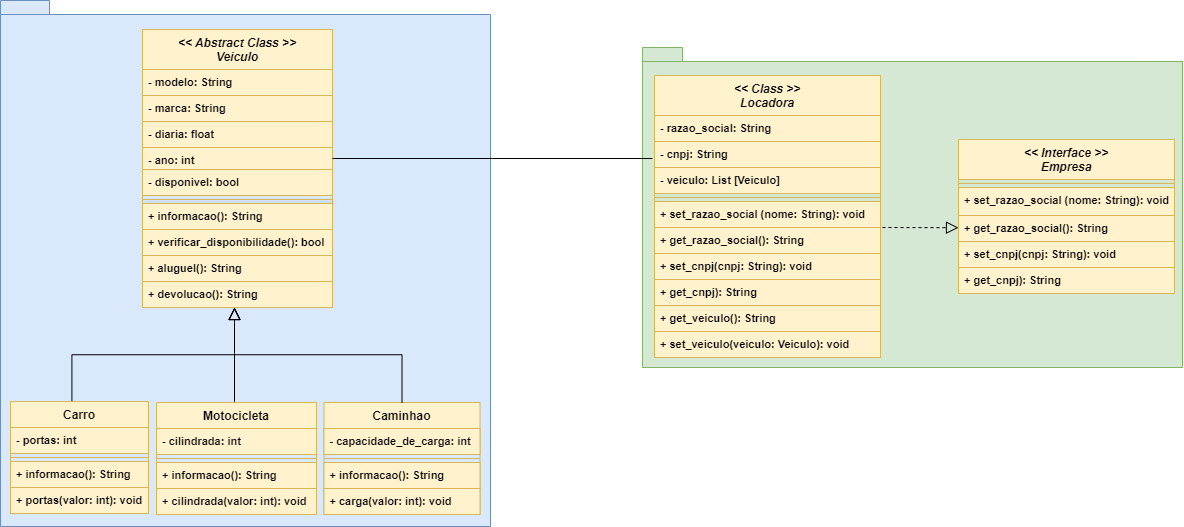 << Abstract Class >>
Veiculo
- modelo: String
- marca: String
- diaria: float
- ano: int
- disponivel: bool
+ informacao(): String
+ verificar_disponibilidade(): bool
+ aluguel(): String
+ devolucao(): String
Carro
- portas: int
+ informacao(): String
+ portas(valor: int): void
Motocicleta
- cilindrada: int
+ informacao(): String
+ cilindrada(valor: int): void
Caminhao
- capacidade_de_carga: int
+ informacao(): String
+ carga(valor: int): void
<< Class >>
Locadora
- razao_social: String
- cnpj: String
- veiculo: List [Veiculo]
+ set_razao_social (nome: String): void
+ get_razao_social(): String
+ set_cnpj(cnpj: String): void
+ get_cnpj): String
+ get_veiculo(): String
+ set_veiculo(veiculo: Veiculo): void
<< Interface >>
Empresa
+ set_razao_social (nome: String): void
+ get_razao_social(): String
+ set_cnpj(cnpj: String): void
+ get_cnpj): String